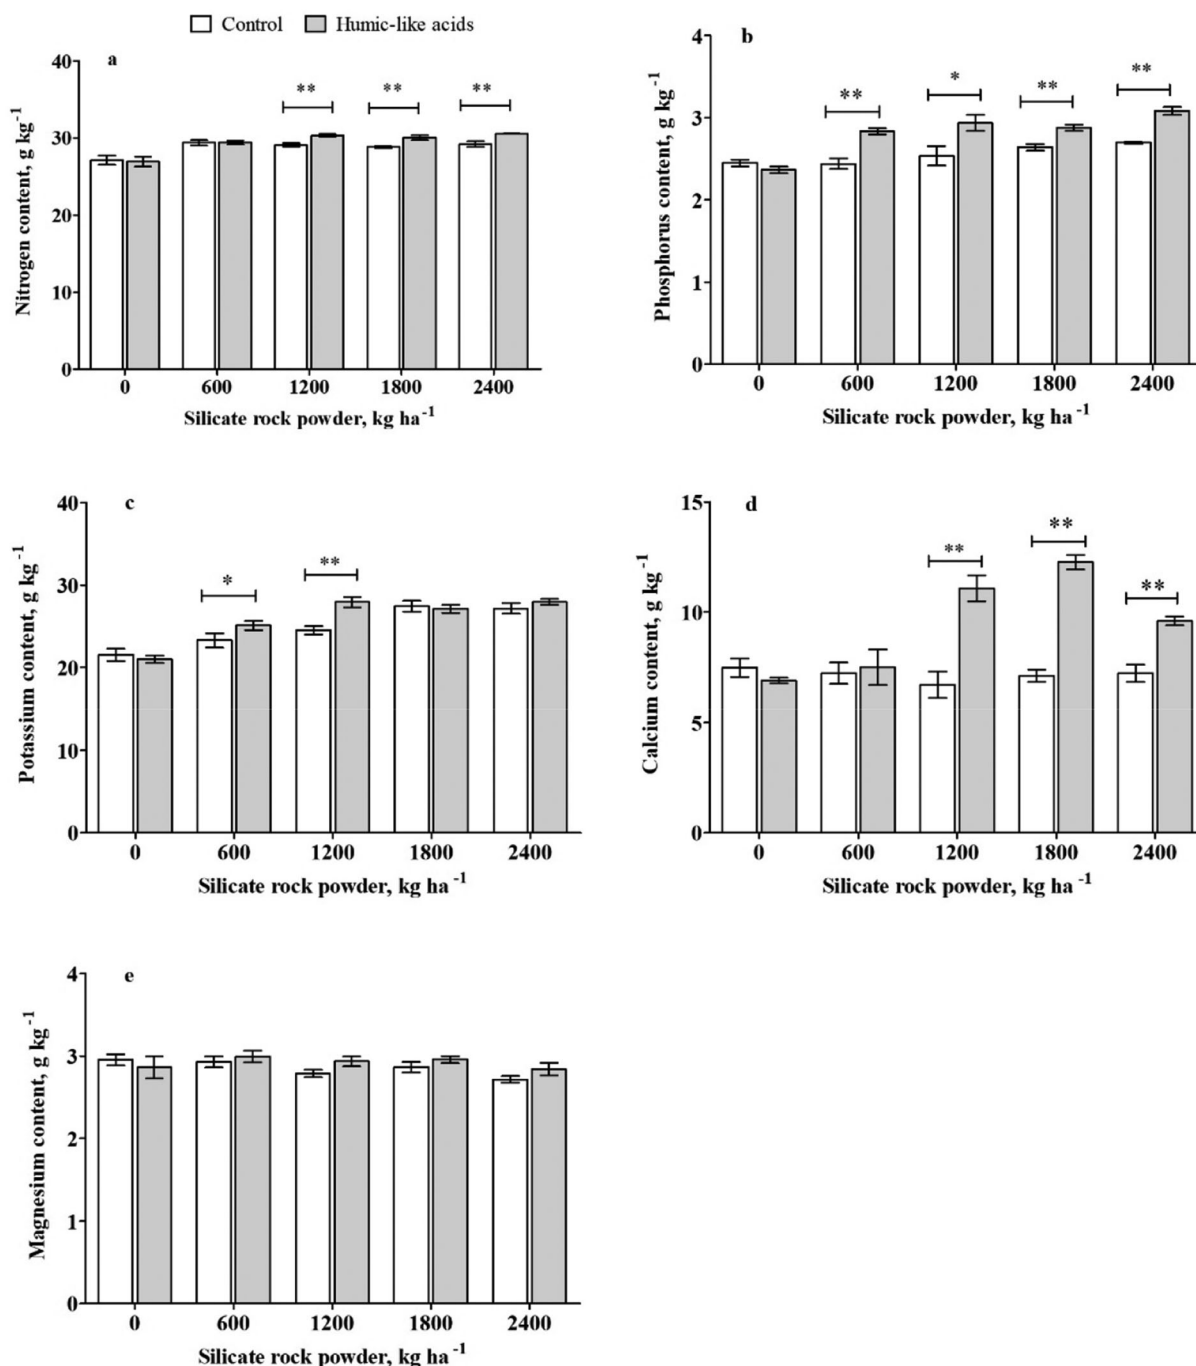 Control Humic-like acids
a
40
30
20
10
0
Nitrogen content, g kg-1
** ** **
0 600 1200 1800 2400
Silicate rock powder, kg ha-1
b
4
3
2
1
0
Phosphorus content, g kg-1
** * ** **
0 600 1200 1800 2400
Silicate rock powder, kg ha-1
c
40
30
20
10
0
Potassium content, g kg-1
* **
0 600 1200 1800 2400
Silicate rock powder, kg ha-1
d
15
10
5
0
Calcium content, g kg-1
** ** **
0 600 1200 1800 2400
Silicate rock powder, kg ha-1
e
4
3
2
1
0
Magnesium content, g kg-1
0 600 1200 1800 2400
Silicate rock powder, kg ha-1